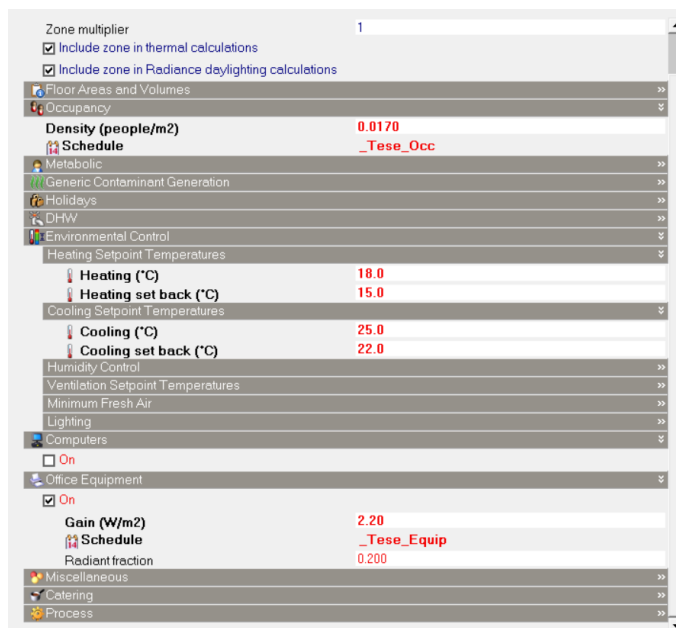 Zone multiplier 1
Include zone in thermal calculations
Include zone in Radiance daylighting calculations
Floor Areas and Volumes
Occupancy
Density (people/m2) 0.0170
Schedule _Tese_Occ
Metabolic
Generic Contaminant Generation
Holidays
DHW
Environmental Control
Heating Setpoint Temperatures
Heating (°C) 18.0
Heating set back (°C) 15.0
Cooling Setpoint Temperatures
Cooling (°C) 25.0
Cooling set back (°C) 22.0
Humidity Control
Ventilation Setpoint Temperatures
Minimum Fresh Air
Lighting
Computers
On
Office Equipment
On
Gain (W/m2) 2.20
Schedule _Tese_Equip
Radiant fraction 0.200
Miscellaneous
Catering
Process